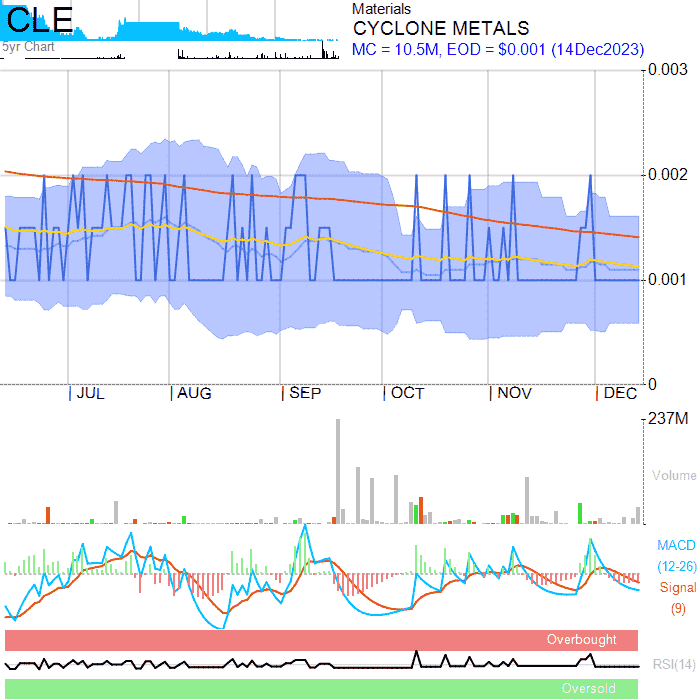 CLE
5yr Chart
Materials
CYCLONE METALS
MC = 10.5M, EOD = $0.001 (14Dec2023)
0.003
0.002
0.001
0
JUL AUG SEP OCT NOV DEC
237M
Volume
MACD
(12-26)
Signal
(9)
Overbought
RSI(14)
Oversold